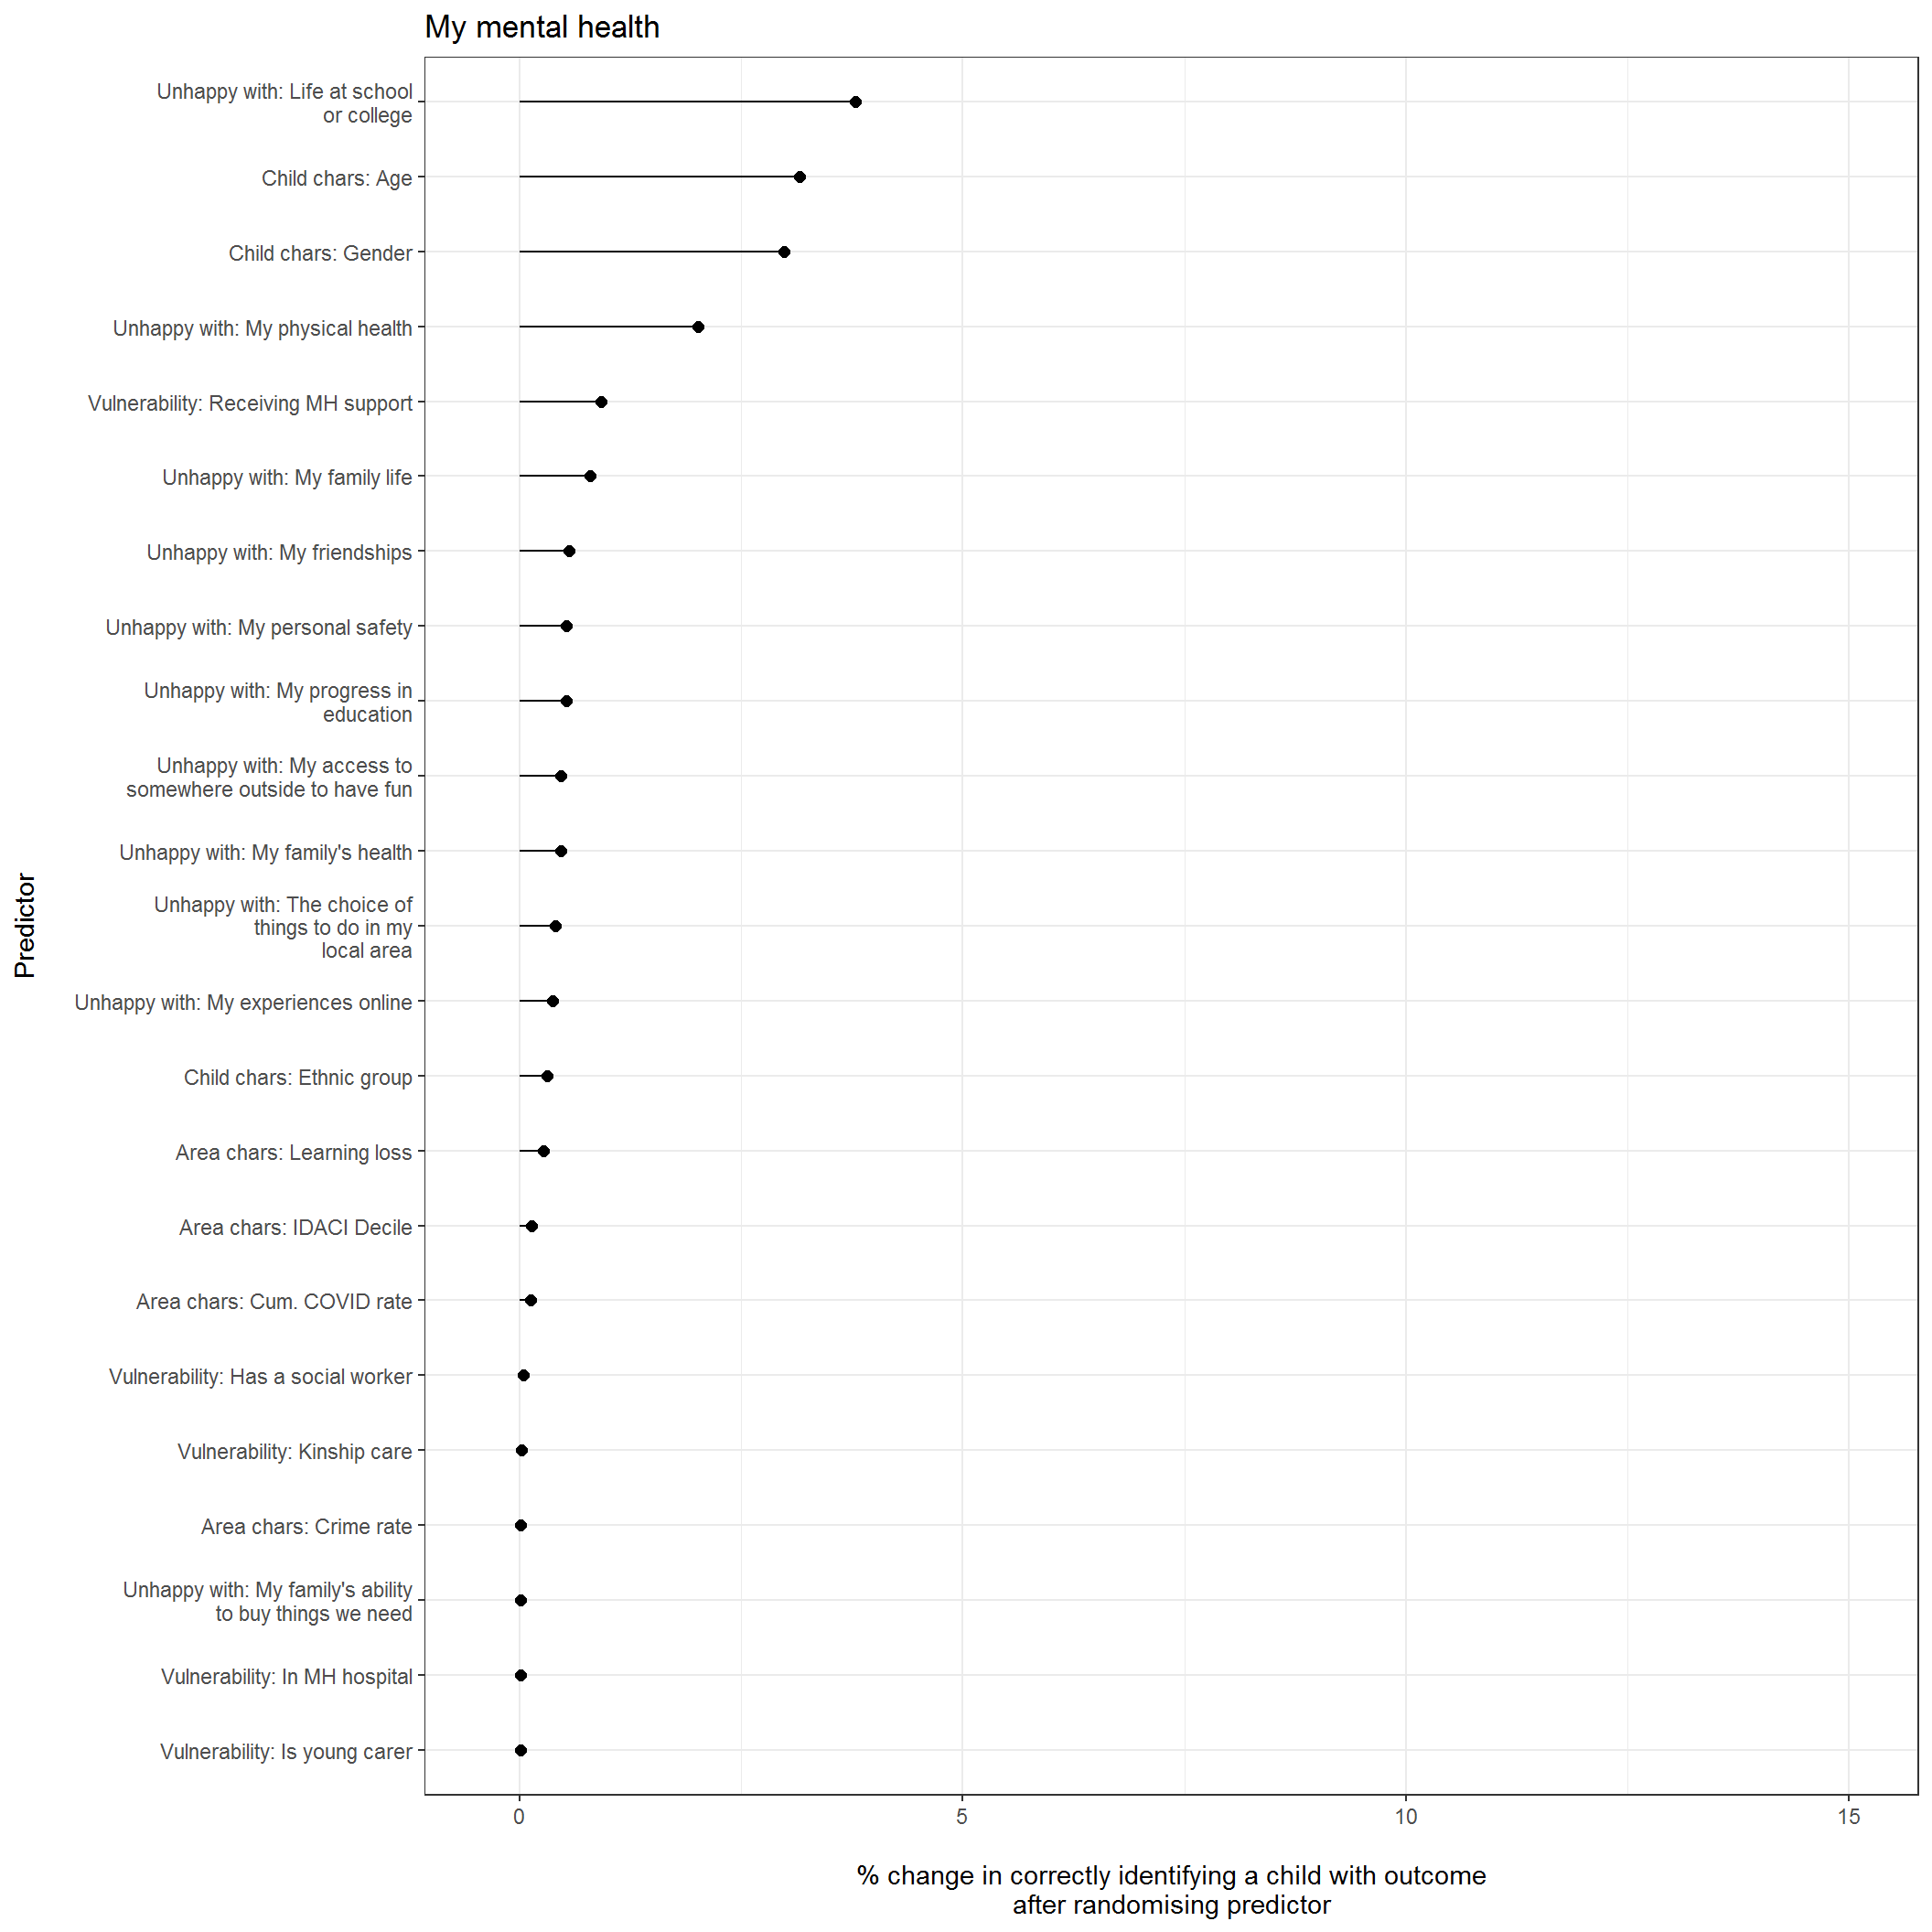 My mental health
Unhappy with: Life at school
or college
Child chars: Age
Child chars: Gender
Unhappy with: My physical health
Vulnerability: Receiving MH support
Unhappy with: My family life
Unhappy with: My friendships
Unhappy with: My personal safety
Unhappy with: My progress in
education
Unhappy with: My access to
somewhere outside to have fun
Unhappy with: My family's health
Unhappy with: The choice of
things to do in my
local area
Unhappy with: My experiences online
Child chars: Ethnic group
Area chars: Learning loss
Area chars: IDACI Decile
Area chars: Cum. COVID rate
Vulnerability: Has a social worker
Vulnerability: Kinship care
Area chars: Crime rate
Unhappy with: My family's ability
to buy things we need
Vulnerability: In MH hospital
Vulnerability: Is young carer
Predictor
0 5 10 15
% change in correctly identifying a child with outcome
after randomising predictor